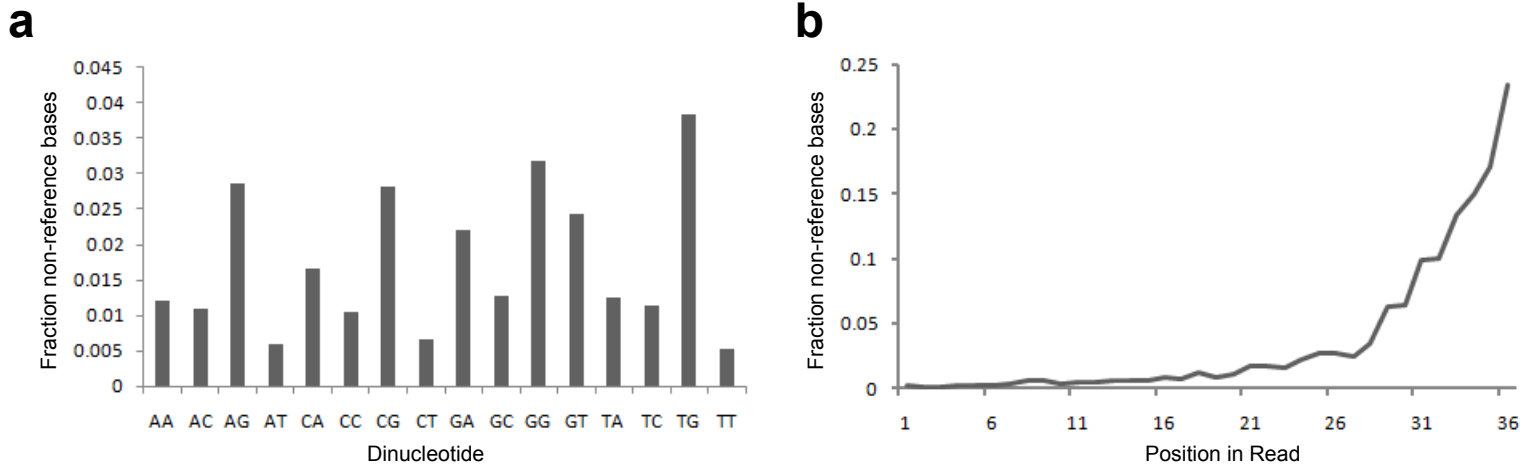 a
Fraction non-reference bases
0.045
0.04
0.035
0.03
0.025
0.02
0.015
0.01
0.005
0
AA AC AG AT CA CC CG CT GA GC GG GT TA TC TG TT
Dinucleotide
b
Fraction non-reference bases
0.25
0.2
0.15
0.1
0.05
0
1 6 11 16 21 26 31 36
Position in Read